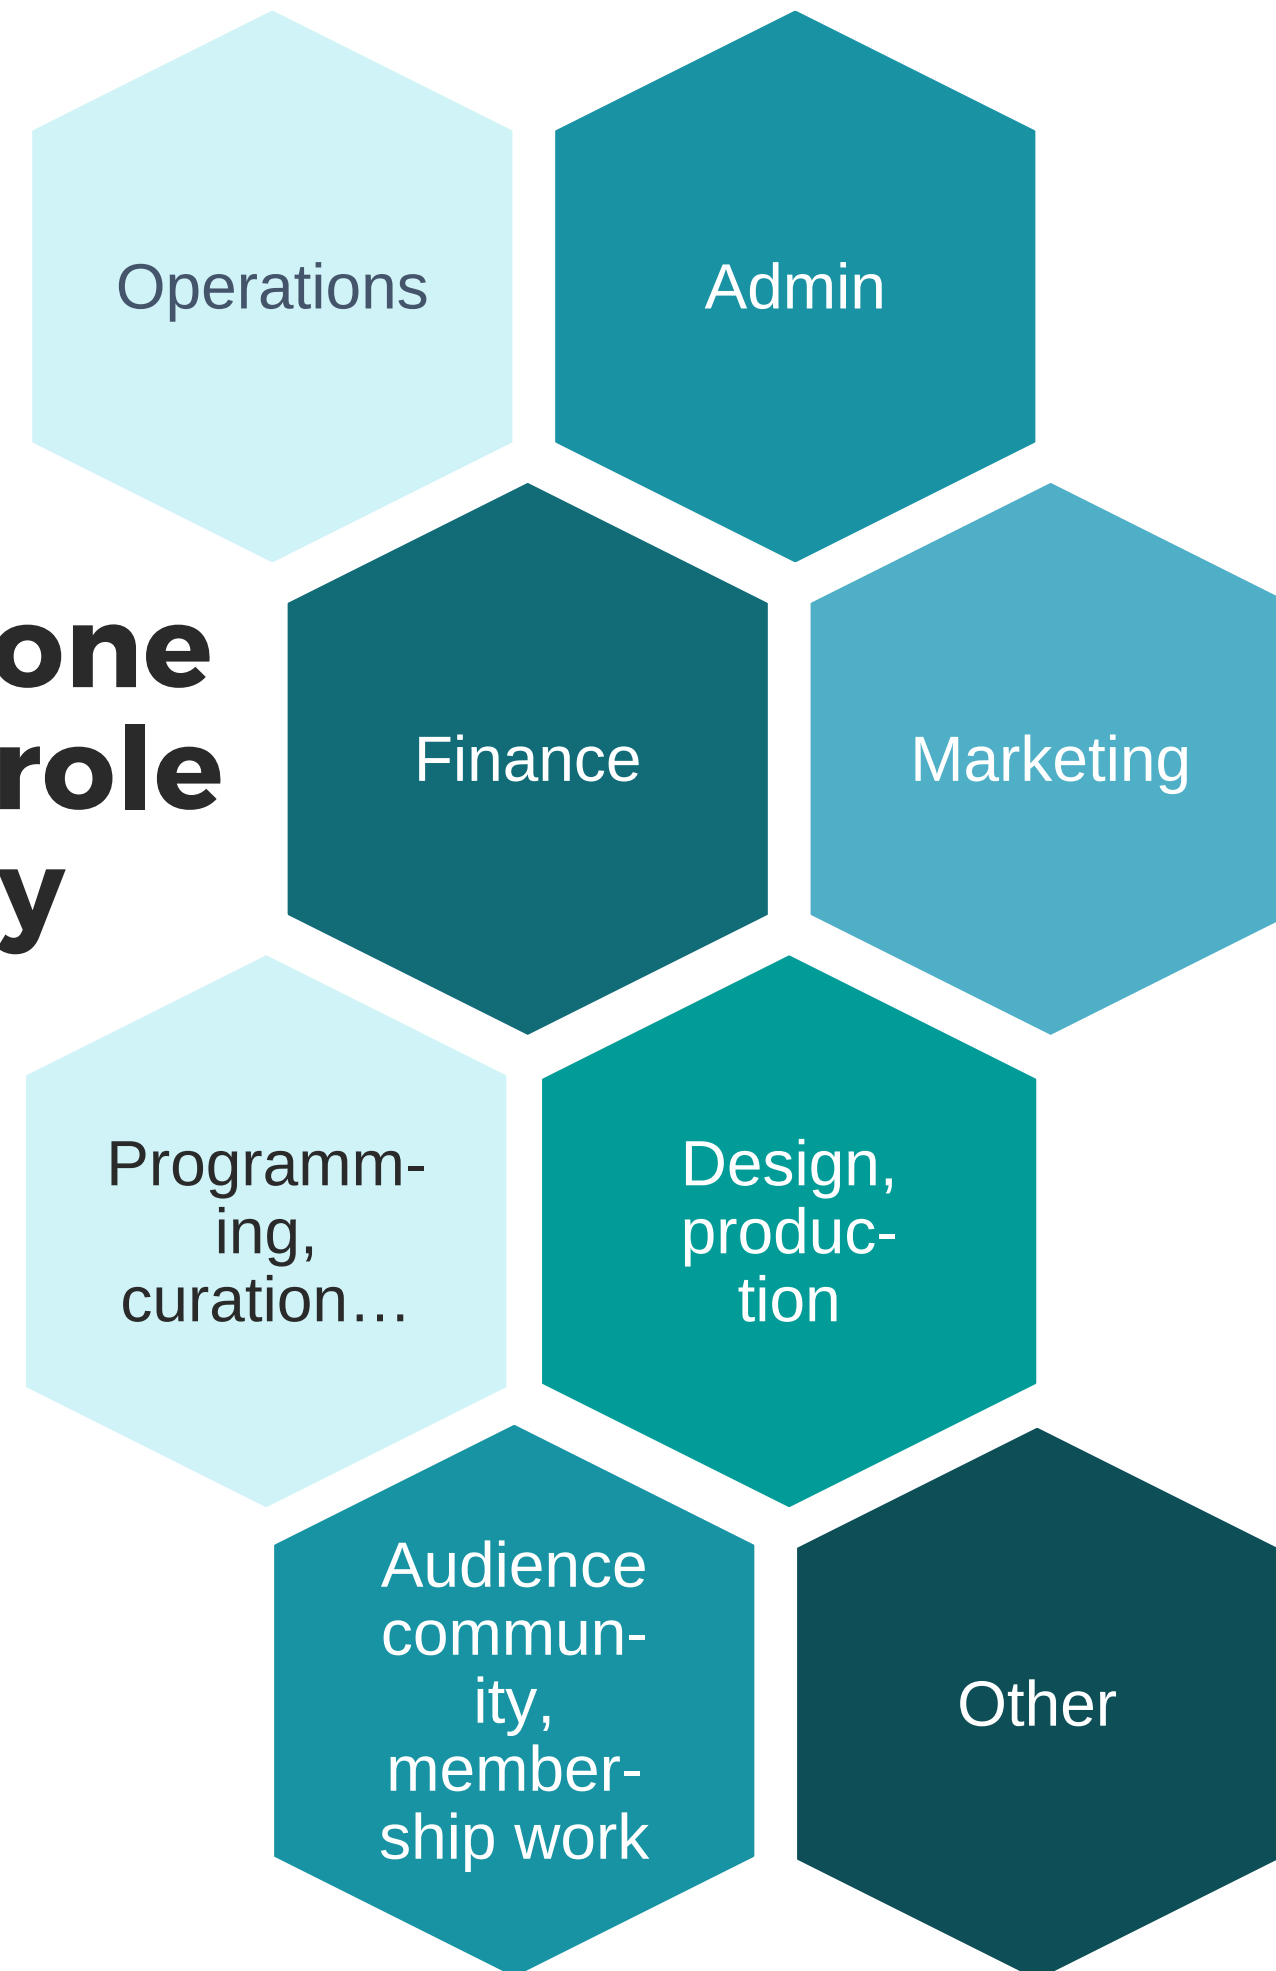 Operations
Admin
one
role
y
Finance
Marketing
Programm-
ing,
curation…
Design,
produc-
tion
Audience
commun-
ity,
member-
ship work
Other